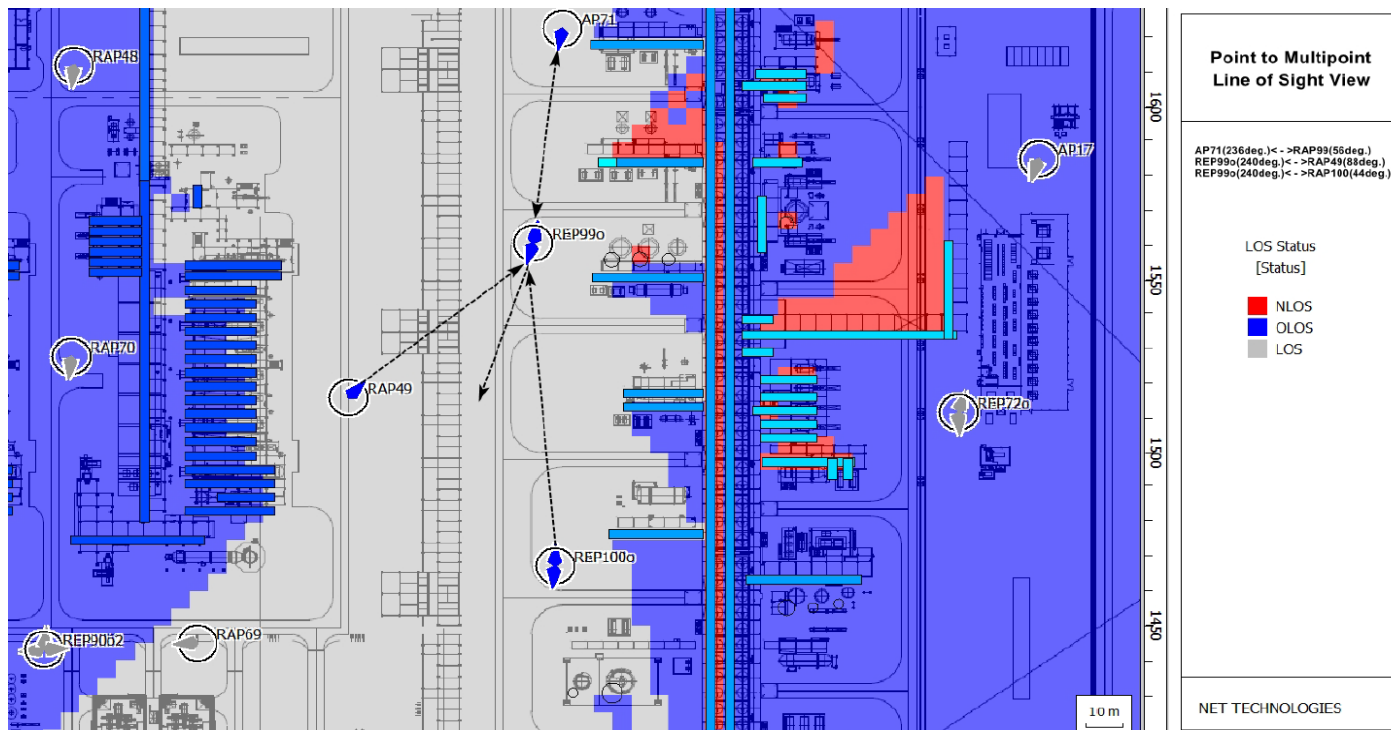 AP71
RAP48
AP17
REP99o
RAP70
RAP49
REP72o
REP100o
REP90b2
RAP69
1600
1550
1500
1450
10 m
Point to Multipoint
Line of Sight View
AP71(236deg.)< - >RAP99(56deg.)
REP99o(240deg.)< - >RAP49(88deg.)
REP99o(240deg.)< - >RAP100(44deg.)
LOS Status
[Status]
NLOS
OLOS
LOS
NET TECHNOLOGIES